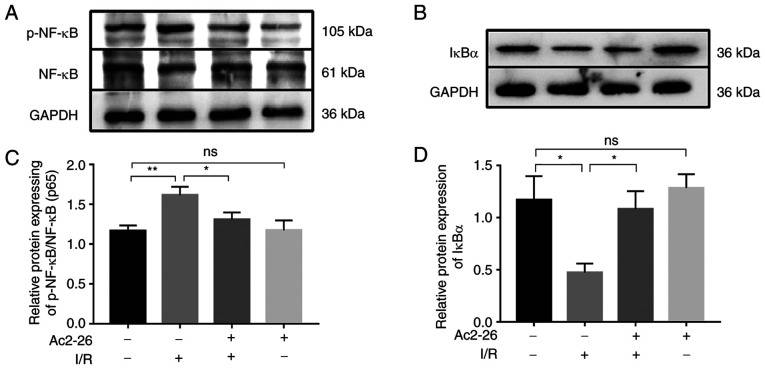 A
p-NF-κB
105 kDa
NF-κB
61 kDa
GAPDH
36 kDa
B
IκBα
36 kDa
GAPDH
36 kDa
C
Relative protein expressing
of p-NF-κB/NF-κB (p65)
2.0
1.5
1.0
0.5
0.0
ns
** *
Ac2-26 – – + +
I/R – + + –
D
Relative protein expression
of IκBα
1.5
1.0
0.5
0.0
ns
* *
Ac2-26 – – + +
I/R – + + –